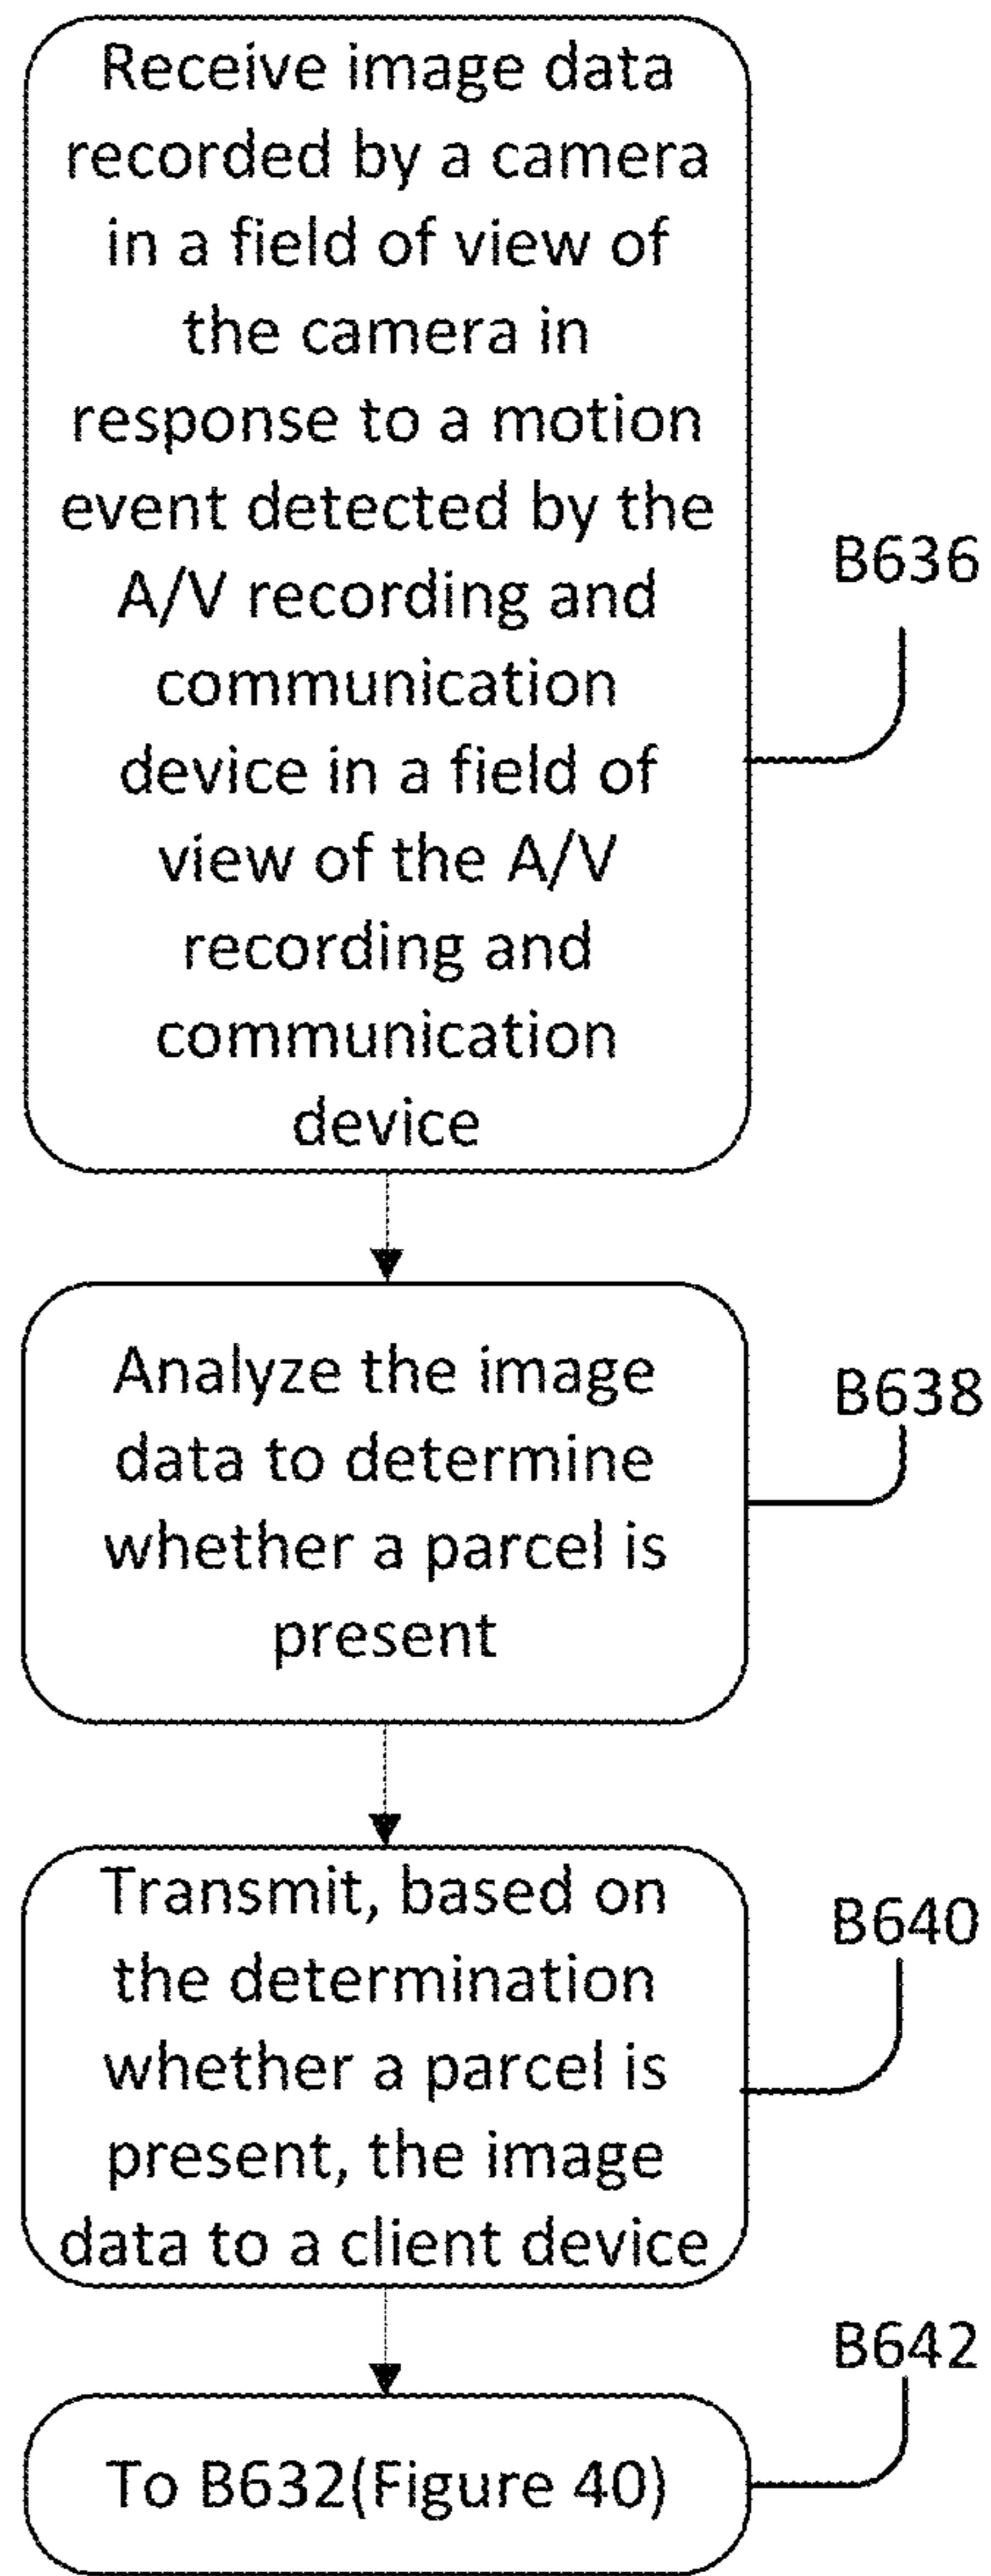 Receive image data
recorded by a camera
in a field of view of
the camera in
response to a motion
event detected by the
A/V recording and
communication
device in a field of
view of the A/V
recording and
communication
device
B636
Analyze the image
data to determine
whether a parcel is
present
B638
Transmit, based on
the determination
whether a parcel is
present, the image
data to a client device
B640
To B632(Figure 40)
B642